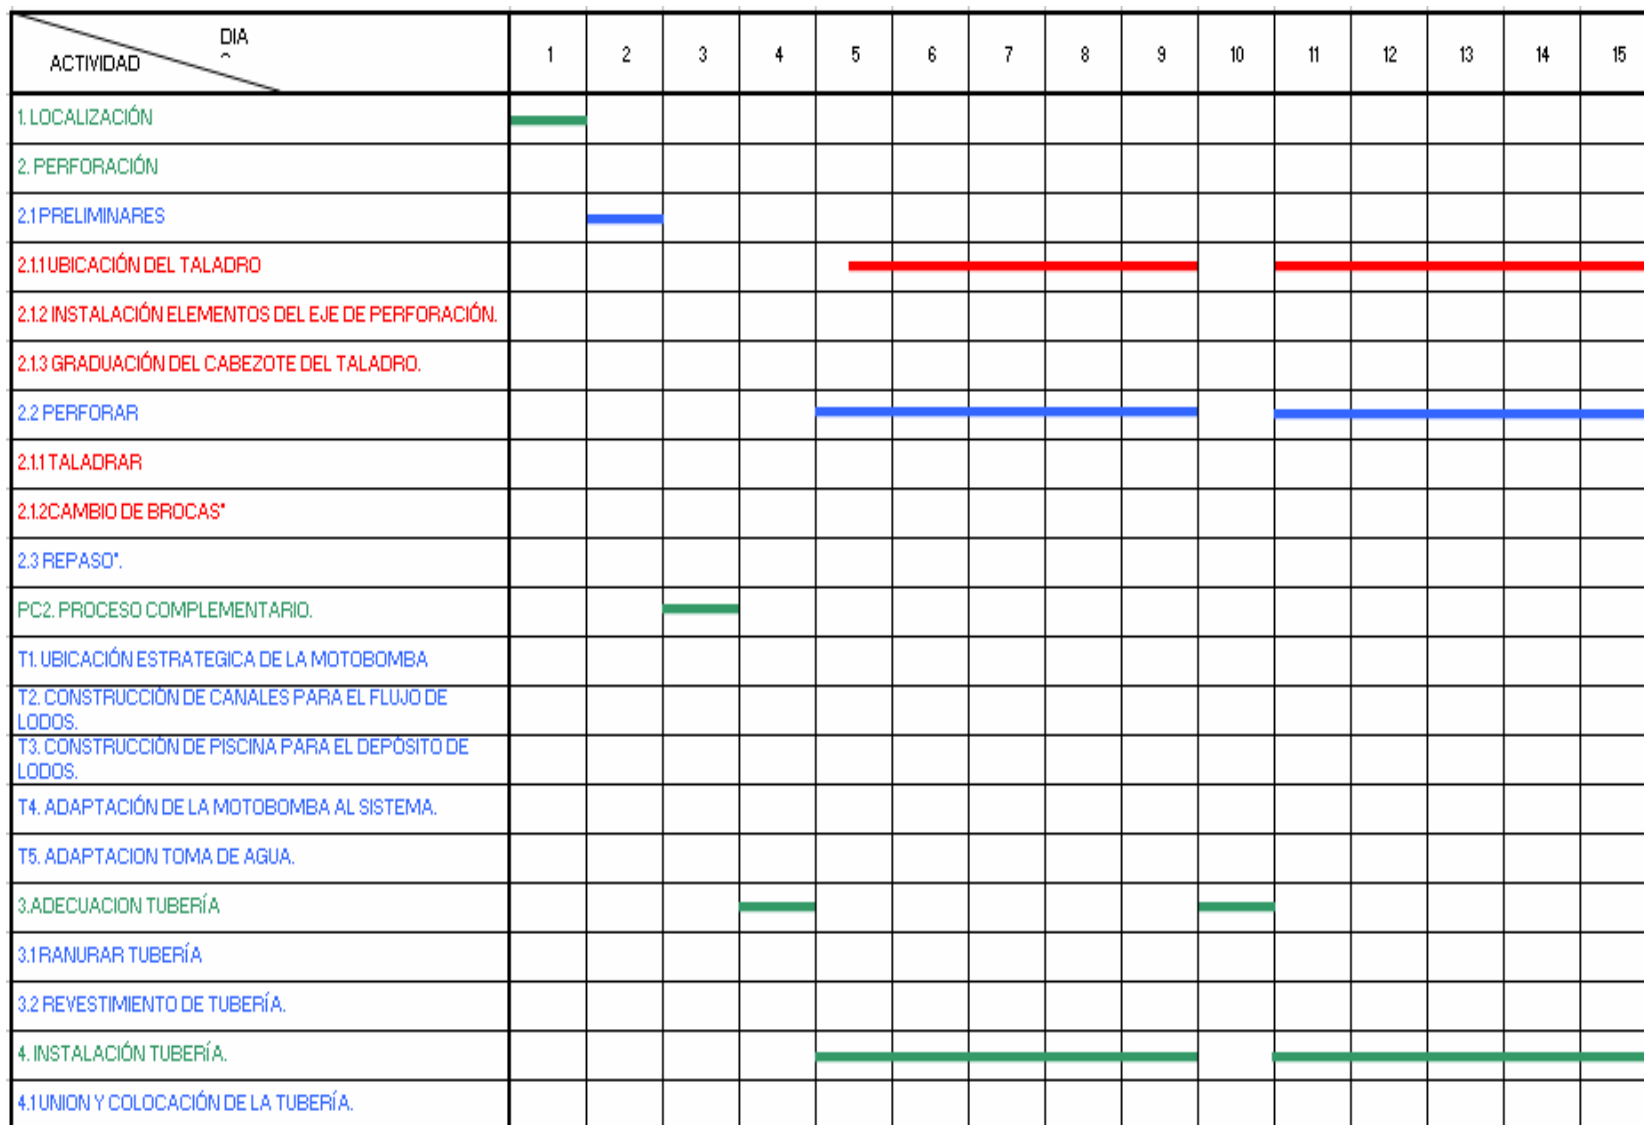 DIA
ACTIVIDAD
1 2 3 4 5 6 7 8 9 10 11 12 13 14 15
1. LOCALIZACIÓN
2. PERFORACIÓN
2.1 PRELIMINARES
2.1.1 UBICACIÓN DEL TALADRO
2.1.2 INSTALACIÓN ELEMENTOS DEL EJE DE PERFORACIÓN.
2.1.3 GRADUACIÓN DEL CABEZOTE DEL TALADRO.
2.2 PERFORAR
2.1.1 TALADRAR
2.1.2CAMBIO DE BROCAS*
2.3 REPASO*.
PC2. PROCESO COMPLEMENTARIO.
T1. UBICACIÓN ESTRATEGICA DE LA MOTOBOMBA
T2. CONSTRUCCIÓN DE CANALES PARA EL FLUJO DE
LODOS.
T3. CONSTRUCCIÓN DE PISCINA PARA EL DEPÓSITO DE
LODOS.
T4. ADAPTACIÓN DE LA MOTOBOMBA AL SISTEMA.
T5. ADAPTACION TOMA DE AGUA.
3.ADECUACION TUBERÍA
3.1 RANURAR TUBERÍA
3.2 REVESTIMIENTO DE TUBERÍA.
4. INSTALACIÓN TUBERÍA.
4.1 UNION Y COLOCACIÓN DE LA TUBERÍA.